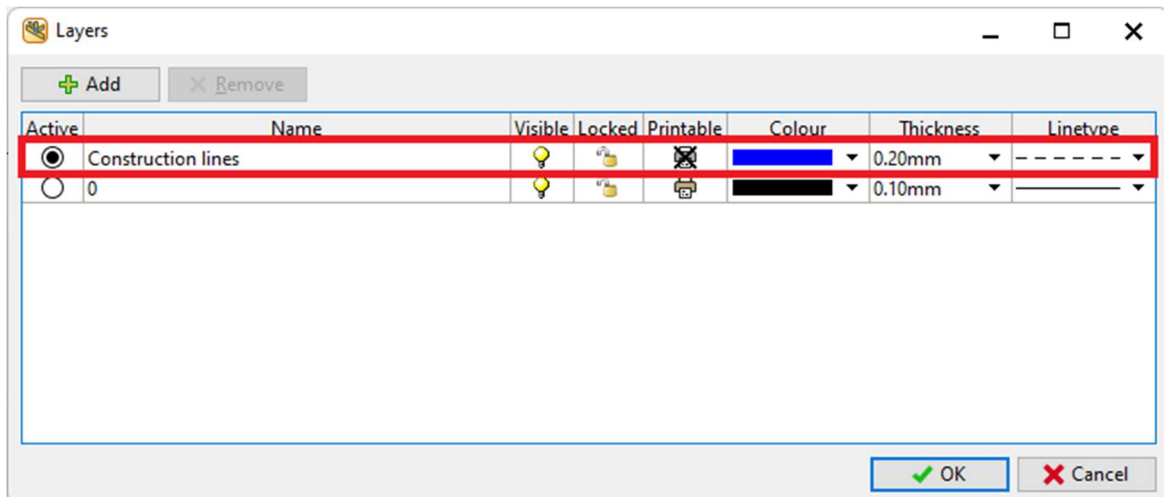 Layers
Add Remove
Active Name Visible Locked Printable Colour Thickness Linetype
Construction lines 0.20mm
0 0.10mm
OK Cancel